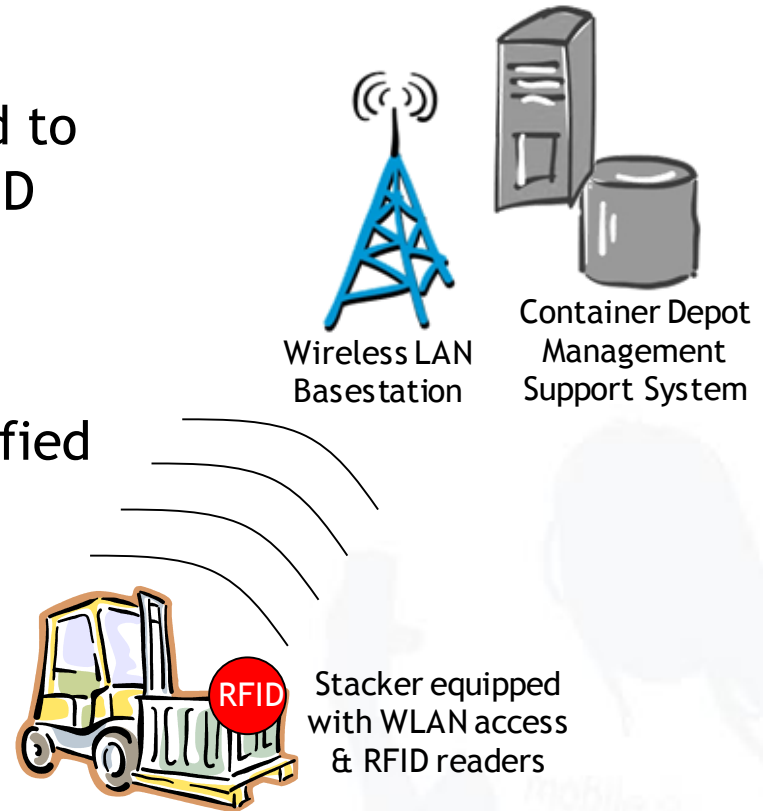 d to
D
Wireless LAN
Basestation
Container Depot
Management
Support System
fied
RFID
Stacker equipped
with WLAN access
& RFID readers